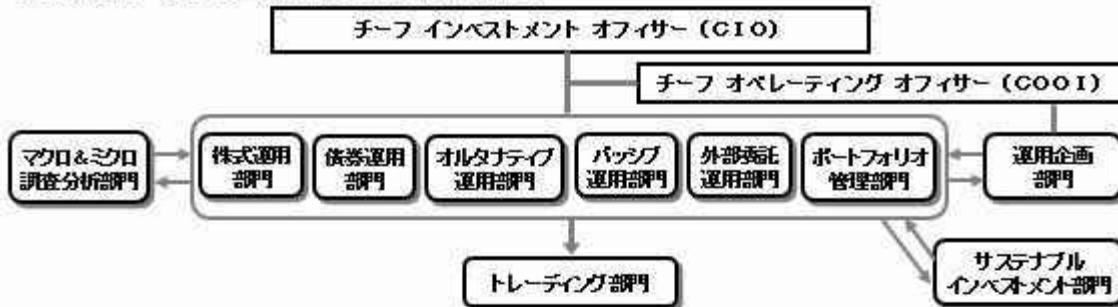 チーフ インベストメント オフィサー（CIO）
チーフ オペレーティング オフィサー（COOI）
マクロ＆ミクロ
調査分析部門
株式運用
部門
債券運用
部門
オルタナティブ
運用部門
パッシブ
運用部門
外部委託
運用部門
ポートフォリオ
管理部門
運用企画
部門
トレーディング部門
サステナブル
インベストメント部門